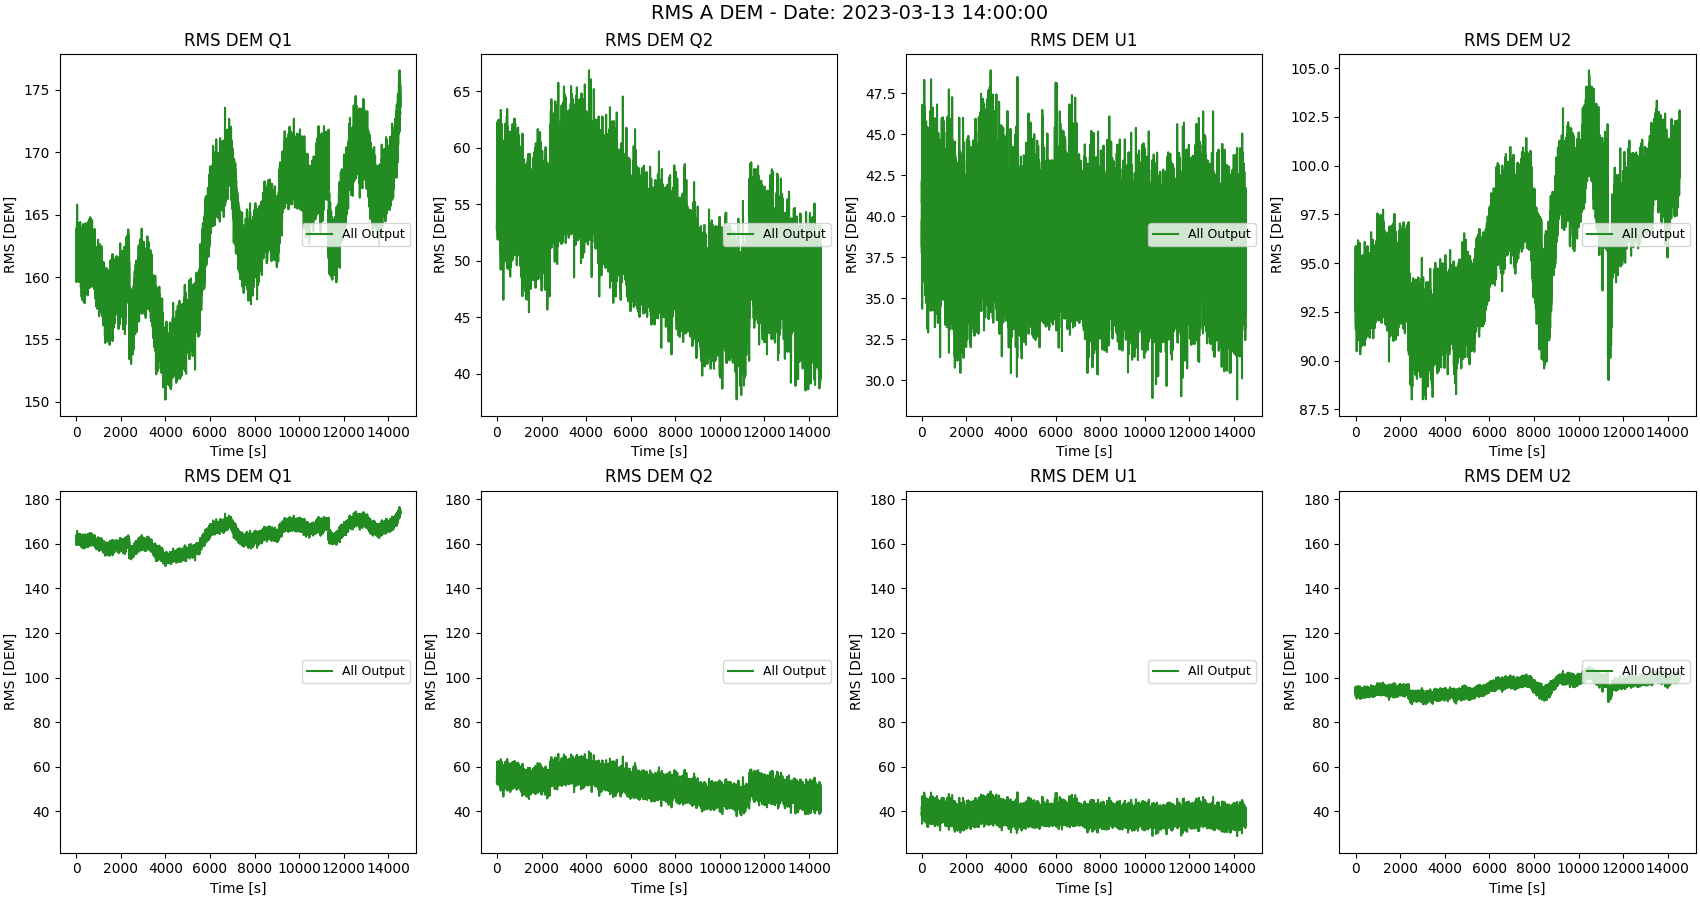 RMS A DEM - Date: 2023-03-13 14:00:00
RMS DEM Q1
RMS [DEM]
175
170
165
160
155
150
All Output
0 2000 4000 6000 8000 10000 12000 14000
Time [s]
RMS DEM Q2
RMS [DEM]
65
60
55
50
45
40
All Output
0 2000 4000 6000 8000 10000 12000 14000
Time [s]
RMS DEM U1
RMS [DEM]
47.5
45.0
42.5
40.0
37.5
35.0
32.5
30.0
All Output
0 2000 4000 6000 8000 10000 12000 14000
Time [s]
RMS DEM U2
RMS [DEM]
105.0
102.5
100.0
97.5
95.0
92.5
90.0
87.5
All Output
0 2000 4000 6000 8000 10000 12000 14000
Time [s]
RMS DEM Q1
RMS [DEM]
180
160
140
120
100
80
60
40
All Output
0 2000 4000 6000 8000 10000 12000 14000
Time [s]
RMS DEM Q2
RMS [DEM]
180
160
140
120
100
80
60
40
All Output
0 2000 4000 6000 8000 10000 12000 14000
Time [s]
RMS DEM U1
RMS [DEM]
180
160
140
120
100
80
60
40
All Output
0 2000 4000 6000 8000 10000 12000 14000
Time [s]
RMS DEM U2
RMS [DEM]
180
160
140
120
100
80
60
40
All Output
0 2000 4000 6000 8000 10000 12000 14000
Time [s]